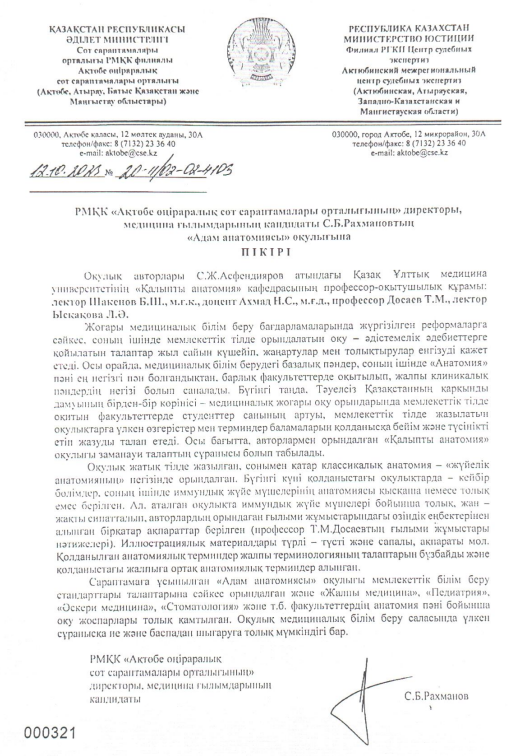 ҚАЗАҚСТАН РЕСПУБЛИКАСЫ
ӘДІЛЕТ МИНИСТРЛІГІ
Сот сараптамалары
орталығы РМҚК филиалы
Ақтөбе өңіраралық
сот сараптамалары орталығы
(Ақтөбе, Атырау, Батыс Қазақстан және
Маңғыстау облыстары)
РЕСПУБЛИКА КАЗАХСТАН
МИНИСТЕРСТВО ЮСТИЦИИ
Филиал РГКП Центр судебных
экспертиз
Актюбинский межрегиональный
центр судебных экспертиз
(Актюбинская, Атырауская,
Западно-Казахстанская и
Мангистауская области)
030000, Ақтөбе қаласы, 12 мөлтек ауданы, 30А
телефон/факс: 8 (7132) 23 36 40
e-mail: aktobe@cse.kz
030000, город Актобе, 12 микрорайон, 30А
телефон/факс: 8 (7132) 23 36 40
e-mail: aktobe@cse.kz
12.10.2023 № 20-11/02-02-4103
РМҚК «Ақтөбе өңіраралық сот сараптамалары орталығының» директоры,
медицина ғылымдарының кандидаты С.Б.Рахмановтың
«Адам анатомиясы» оқулығына
ПІКІРІ
Оқулық авторлары С.Ж.Асфендияров атындағы Қазақ Ұлттық медицина
университетінің «Қалыпты анатомия» кафедрасының профессор-оқытушылық құрамы:
лектор Шакенов Б.Ш., м.ғ.к., доцент Ахмад Н.С., м.ғ.д., профессор Досаев Т.М., лектор
Ысқакова Л.Ә.
Жоғары медициналық білім беру бағдарламаларында жүргізілген реформаларға
сәйкес, соның ішінде мемлекеттік тілде орындалатын оқу – әдістемелік әдебиеттерге
қойылатын талаптар жыл сайын күшейіп, жаңартулар мен толықтырулар енгізуді қажет
етеді. Осы орайда, медициналық білім берудегі базалық пәндер, соның ішінде «Анатомия»
пәні ең негізгі пән болғандықтан, барлық факультеттерде оқытылып, жалпы клиникалық
пәндердің негізі болып саналады. Бүгінгі таңда, Тәуелсіз Қазақстанның қарқынды
дамуының бірден-бір көрінісі – медициналық жоғары оқу орындарында мемлекеттік тілде
оқитын факультеттерде студенттер санының артуы, мемлекеттік тілде жазылатын
оқулықтарға үлкен өзгерістер мен терминдер баламаларын қолданысқа бейім және түсінікті
етіп жазуды талап етеді. Осы бағытта, авторлармен орындалған «Қалыпты анатомия»
оқулығы заманауи талаптың сұранысы болып табылады.
Оқулық жатық тілде жазылған, сонымен қатар классикалық анатомия – «жүйелік
анатомияның» негізінде орындалған. Бүгінгі күні қолданыстағы оқулықтарда – кейбір
бөлімдер, соның ішінде иммундық жүйе мүшелерінің анатомиясы қысқаша немесе толық
емес берілген. Ал, аталған оқулықта иммундық жүйе мүшелері бойынша толық, жан –
жақты сипатталып, авторлардың орындаған ғылыми жұмыстарындағы өзіндік еңбектерінен
алынған бірқатар ақпараттар берілген (профессор Т.М.Досаевтың ғылыми жұмыстары
нәтижелері). Иллюстрациялық материалдары түрлі – түсті және сапалы, ақпараты мол.
Қолданылған анатомиялық терминдер жалпы терминологияның талаптарын бұзбайды және
қолданыстағы жалпыға ортақ анатомиялық терминдер алынған.
Сараптамаға ұсынылған «Адам анатомиясы» оқулығы мемлекеттік білім беру
стандарттары талаптарына сәйкес орындалған және «Жалпы медицина», «Педиатрия»,
«Әскери медицина», «Стоматология» және т.б. факультеттердің анатомия пәні бойынша
оқу жоспарлары толық қамтылған. Оқулық медициналық білім беру саласында үлкен
сұранысқа ие және баспадан шығаруға толық мүмкіндігі бар.
РМҚК «Ақтөбе өңіраралық
сот сараптамалары орталығының»
директоры, медицина ғылымдарының
кандидаты
С.Б.Рахманов
000321